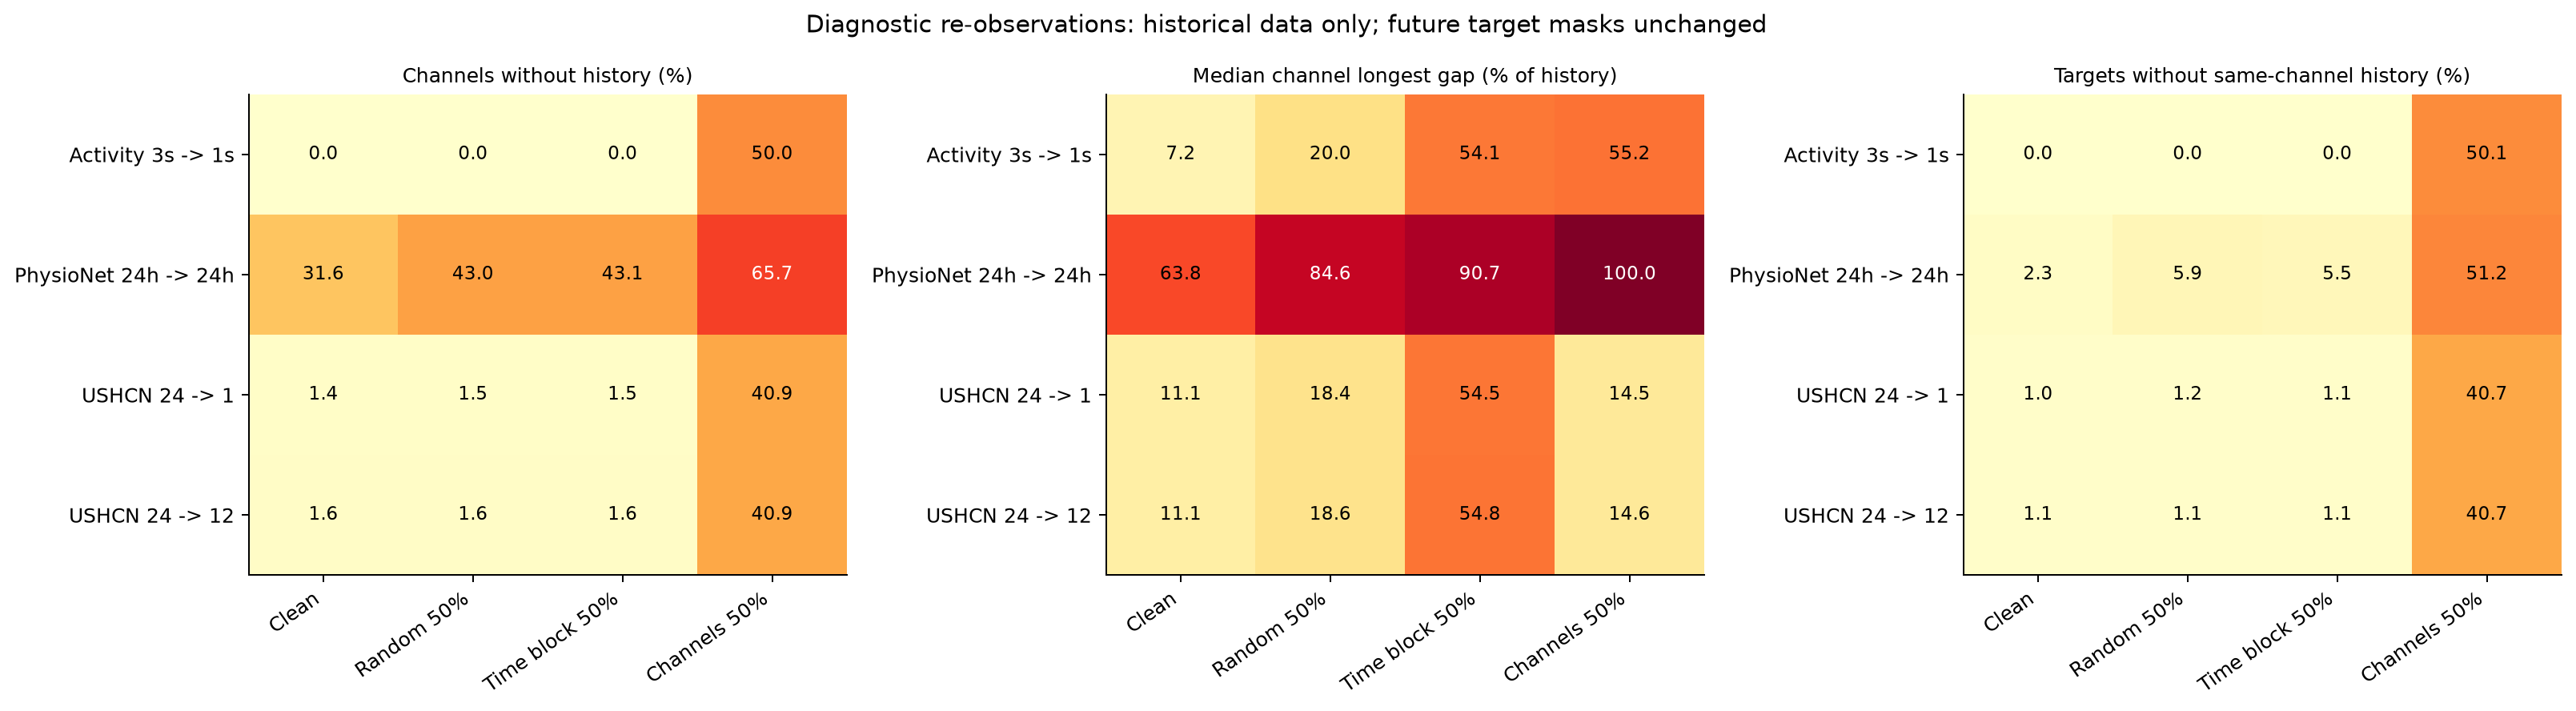 Diagnostic re-observations: historical data only; future target masks unchanged
Channels without history (%)
Activity 3s -> 1s 0.0 0.0 0.0 50.0
PhysioNet 24h -> 24h 31.6 43.0 43.1 65.7
USHCN 24 -> 1 1.4 1.5 1.5 40.9
USHCN 24 -> 12 1.6 1.6 1.6 40.9
Clean Random 50% Time block 50% Channels 50%
Median channel longest gap (% of history)
Activity 3s -> 1s 7.2 20.0 54.1 55.2
PhysioNet 24h -> 24h 63.8 84.6 90.7 100.0
USHCN 24 -> 1 11.1 18.4 54.5 14.5
USHCN 24 -> 12 11.1 18.6 54.8 14.6
Clean Random 50% Time block 50% Channels 50%
Targets without same-channel history (%)
Activity 3s -> 1s 0.0 0.0 0.0 50.1
PhysioNet 24h -> 24h 2.3 5.9 5.5 51.2
USHCN 24 -> 1 1.0 1.2 1.1 40.7
USHCN 24 -> 12 1.1 1.1 1.1 40.7
Clean Random 50% Time block 50% Channels 50%